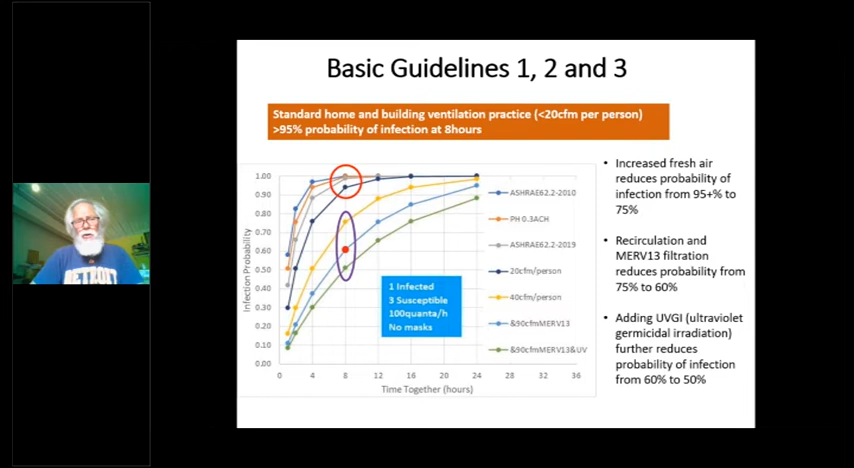 Basic Guidelines 1, 2 and 3
Standard home and building ventilation practice (<20cfm per person)
>95% probability of infection at 8hours
1.00
0.90
0.80
0.70
0.60
0.50
0.40
0.30
0.20
0.10
0.00
Infection Probability
0 4 8 12 16 20 24 28 32 36
Time Together (hours)
1 Infected
3 Susceptible
100quanta/h
No masks
ASHRAE62.2-2010
PH 0.3ACH
ASHRAE62.2-2019
20cfm/person
40cfm/person
&90cfmMERV13
&90cfmMERV13&UV
• Increased fresh air
reduces probability of
infection from 95+% to
75%
• Recirculation and
MERV13 filtration
reduces probability from
75% to 60%
• Adding UVGI (ultraviolet
germicidal irradiation)
further reduces
probability of infection
from 60% to 50%
DETROIT